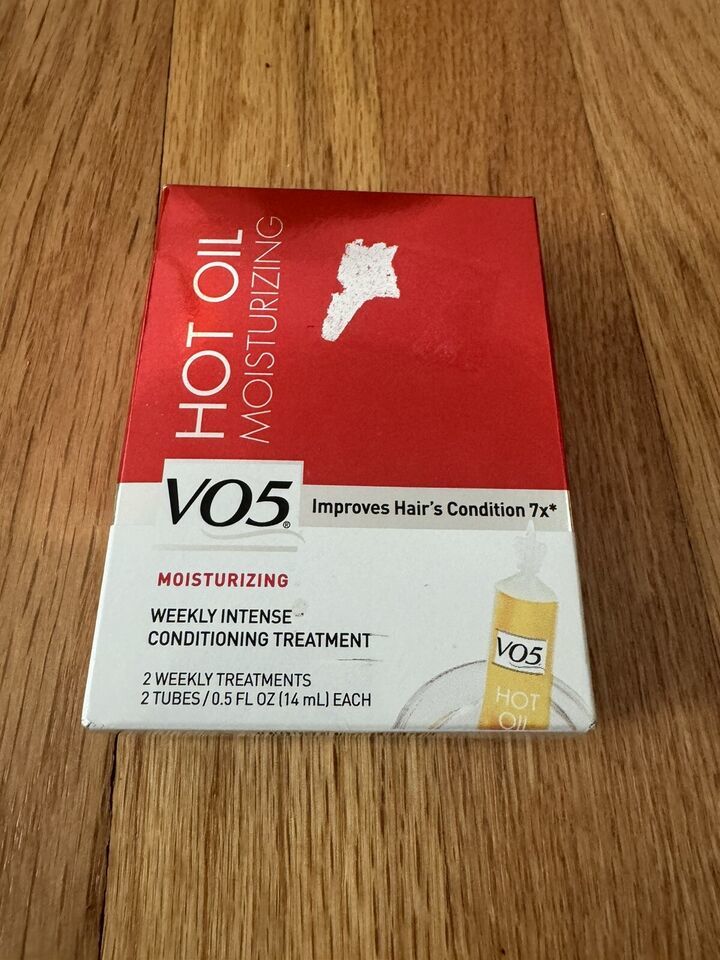 HOT OIL
MOISTURIZING
VO5®
Improves Hair's Condition 7x*
MOISTURIZING
WEEKLY INTENSE
CONDITIONING TREATMENT
2 WEEKLY TREATMENTS
2 TUBES / 0.5 FL OZ (14 mL) EACH
VO5
HOT
OIL